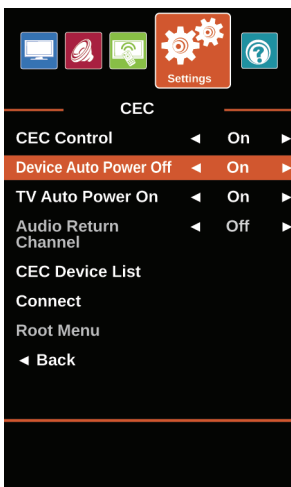 Settings
CEC
CEC Control ◄ On ►
Device Auto Power Off ◄ On ►
TV Auto Power On ◄ On ►
Audio Return
Channel ◄ Off ►
CEC Device List
Connect
Root Menu
◄ Back